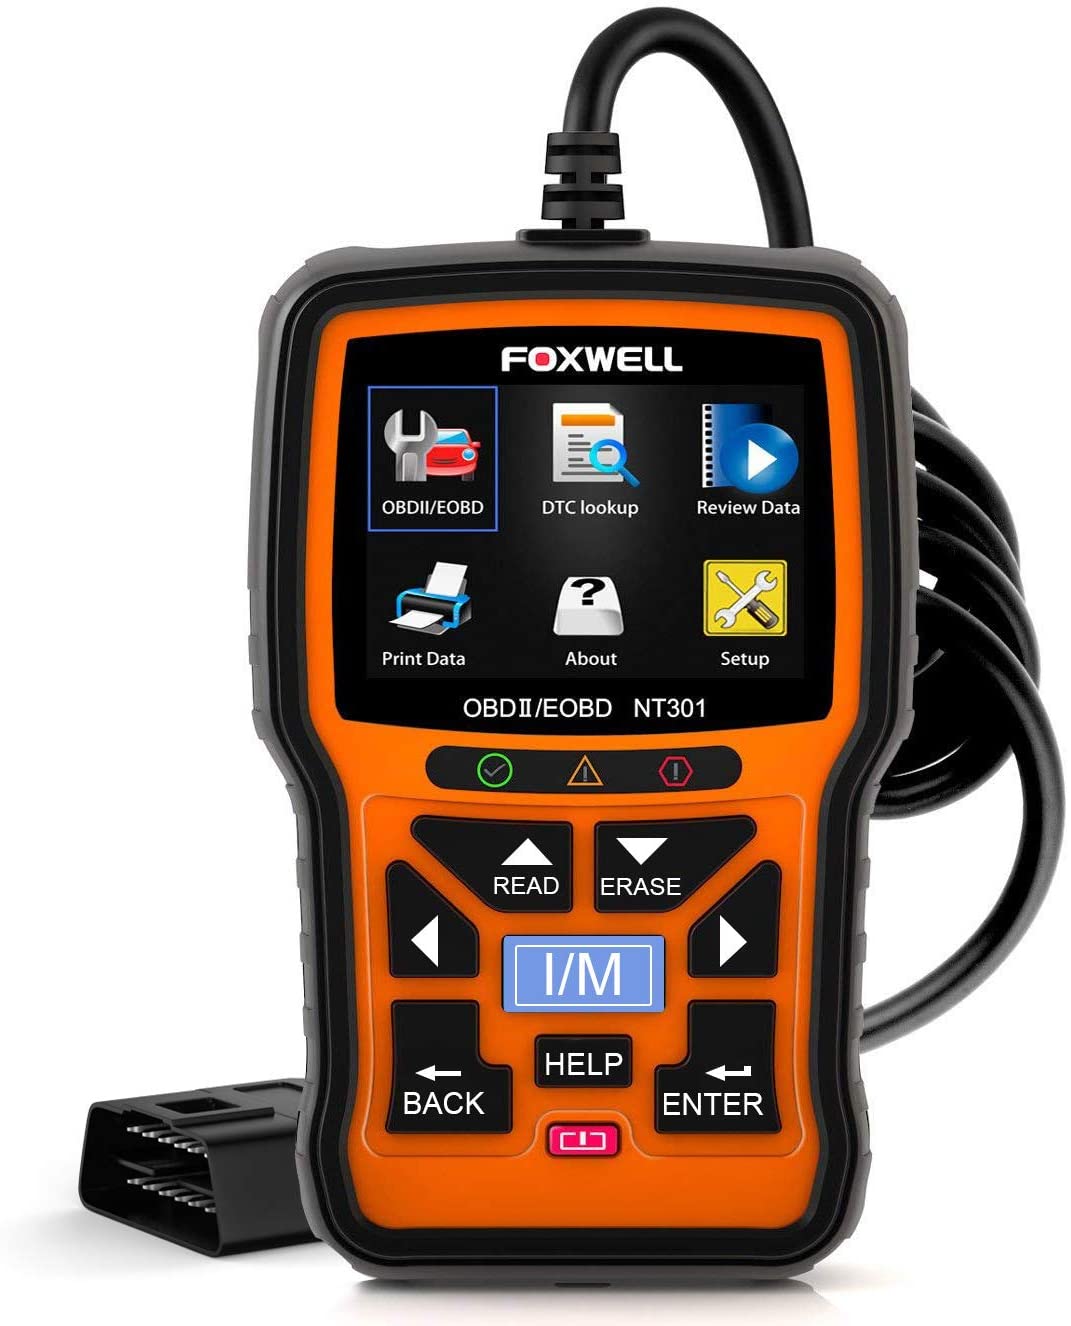 FOXWELL
OBDII/EOBD DTC lookup Review Data
Print Data About Setup
OBDⅡ/EOBD NT301
READ ERASE
I/M
HELP
BACK ENTER